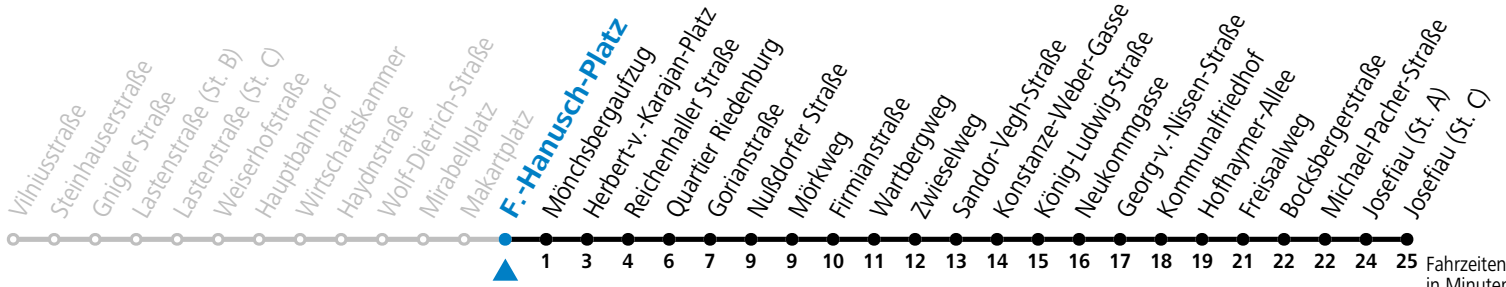 Vilniusstraße
Steinhauserstraße
Gnigler Straße
Lastenstraße (St. B)
Lastenstraße (St. C)
Weiserhofstraße
Hauptbahnhof
Wirtschaftskammer
Haydnstraße
Wolf-Dietrich-Straße
Mirabellplatz
Makartplatz
F.-Hanusch-Platz
Mönchsbergaufzug
Herbert-v.-Karajan-Platz
Reichenhaller Straße
Quartier Riedenburg
Gorianstraße
Nußdorfer Straße
Mörkweg
Firmianstraße
Wartbergweg
Zwieselweg
Sandor-Vegh-Straße
Konstanze-Weber-Gasse
König-Ludwig-Straße
Neukommgasse
Georg-v.-Nissen-Straße
Kommunalfriedhof
Hofhaymer-Allee
Freisaalweg
Bocksbergerstraße
Michael-Pacher-Straße
Josefiau (St. A)
Josefiau (St. C)
1 3 4 6 7 9 9 10 11 12 13 14 15 16 17 18 19 21 22 22 24 25
Fahrzeiten
in Minuten